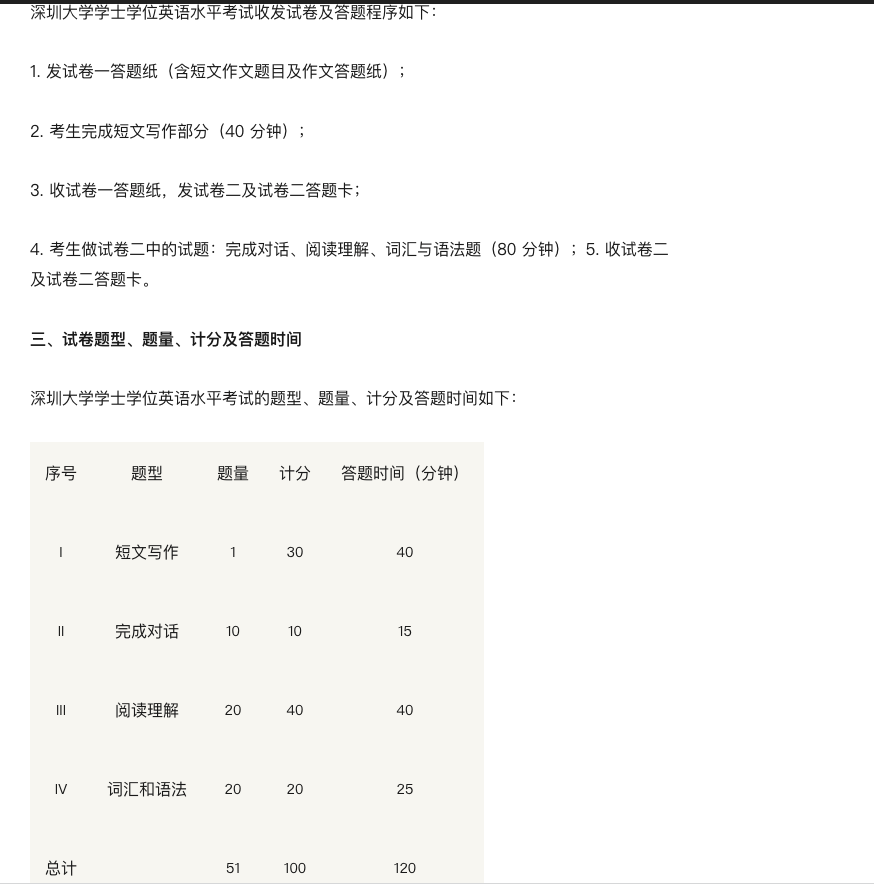 深圳大学学士学位英语水平考试收发试卷及答题程序如下：
1. 发试卷一答题纸（含短文作文题目及作文答题纸）；
2. 考生完成短文写作部分（40 分钟）；
3. 收试卷一答题纸，发试卷二及试卷二答题卡；
4. 考生做试卷二中的试题：完成对话、阅读理解、词汇与语法题（80 分钟）；5. 收试卷二
及试卷二答题卡。
三、试卷题型、题量、计分及答题时间
深圳大学学士学位英语水平考试的题型、题量、计分及答题时间如下：
序号 题型 题量 计分 答题时间（分钟）
I 短文写作 1 30 40
II 完成对话 10 10 15
III 阅读理解 20 40 40
IV 词汇和语法 20 20 25
总计 51 100 120